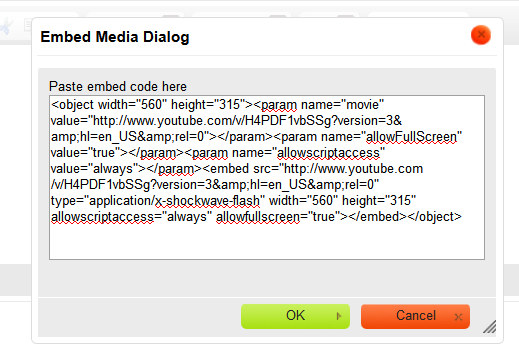 Embed Media Dialog
Paste embed code here
<object width="560" height="315"><param name="movie"
value="http://www.youtube.com/v/H4PDF1vbSSg?version=3&
amp;hl=en_US&amp;rel=0"></param><param name="allowFullScreen"
value="true"></param><param name="allowscriptaccess"
value="always"></param><embed src="http://www.youtube.com
/v/H4PDF1vbSSg?version=3&amp;hl=en_US&amp;rel=0"
type="application/x-shockwave-flash" width="560" height="315"
allowscriptaccess="always" allowfullscreen="true"></embed></object>
OK
Cancel